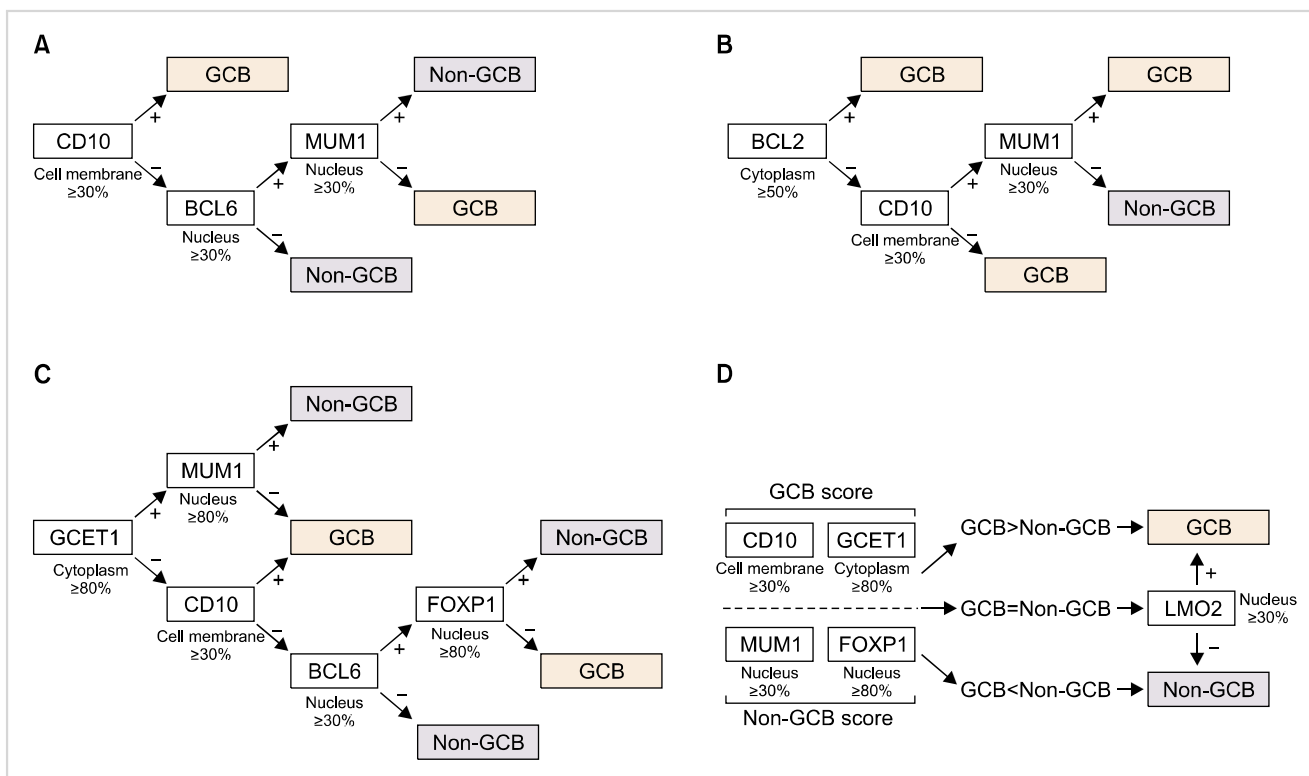 A
GCB
Non-GCB
+
+
CD10
MUM1
–
–
Cell membrane
≥30%
Nucleus
≥30%
+
BCL6
GCB
Nucleus
≥30%
–
Non-GCB
B
GCB
GCB
+
+
BCL2
MUM1
–
–
Cytoplasm
≥50%
Nucleus
≥30%
+
CD10
Non-GCB
Cell membrane
≥30%
–
GCB
C
Non-GCB
+
MUM1
Nucleus
≥80%
–
+
GCET1
GCB
Non-GCB
Cytoplasm
≥80%
–
+
+
CD10
FOXP1
Cell membrane
≥30%
–
Nucleus
≥80%
–
+
BCL6
GCB
Nucleus
≥30%
–
Non-GCB
D
GCB score
CD10
GCET1
Cell membrane
≥30%
Cytoplasm
≥80%
GCB>Non-GCB
GCB
+
GCB=Non-GCB
LMO2
Nucleus
≥30%
MUM1
FOXP1
–
Nucleus
≥30%
Nucleus
≥80%
GCB<Non-GCB
Non-GCB
Non-GCB score